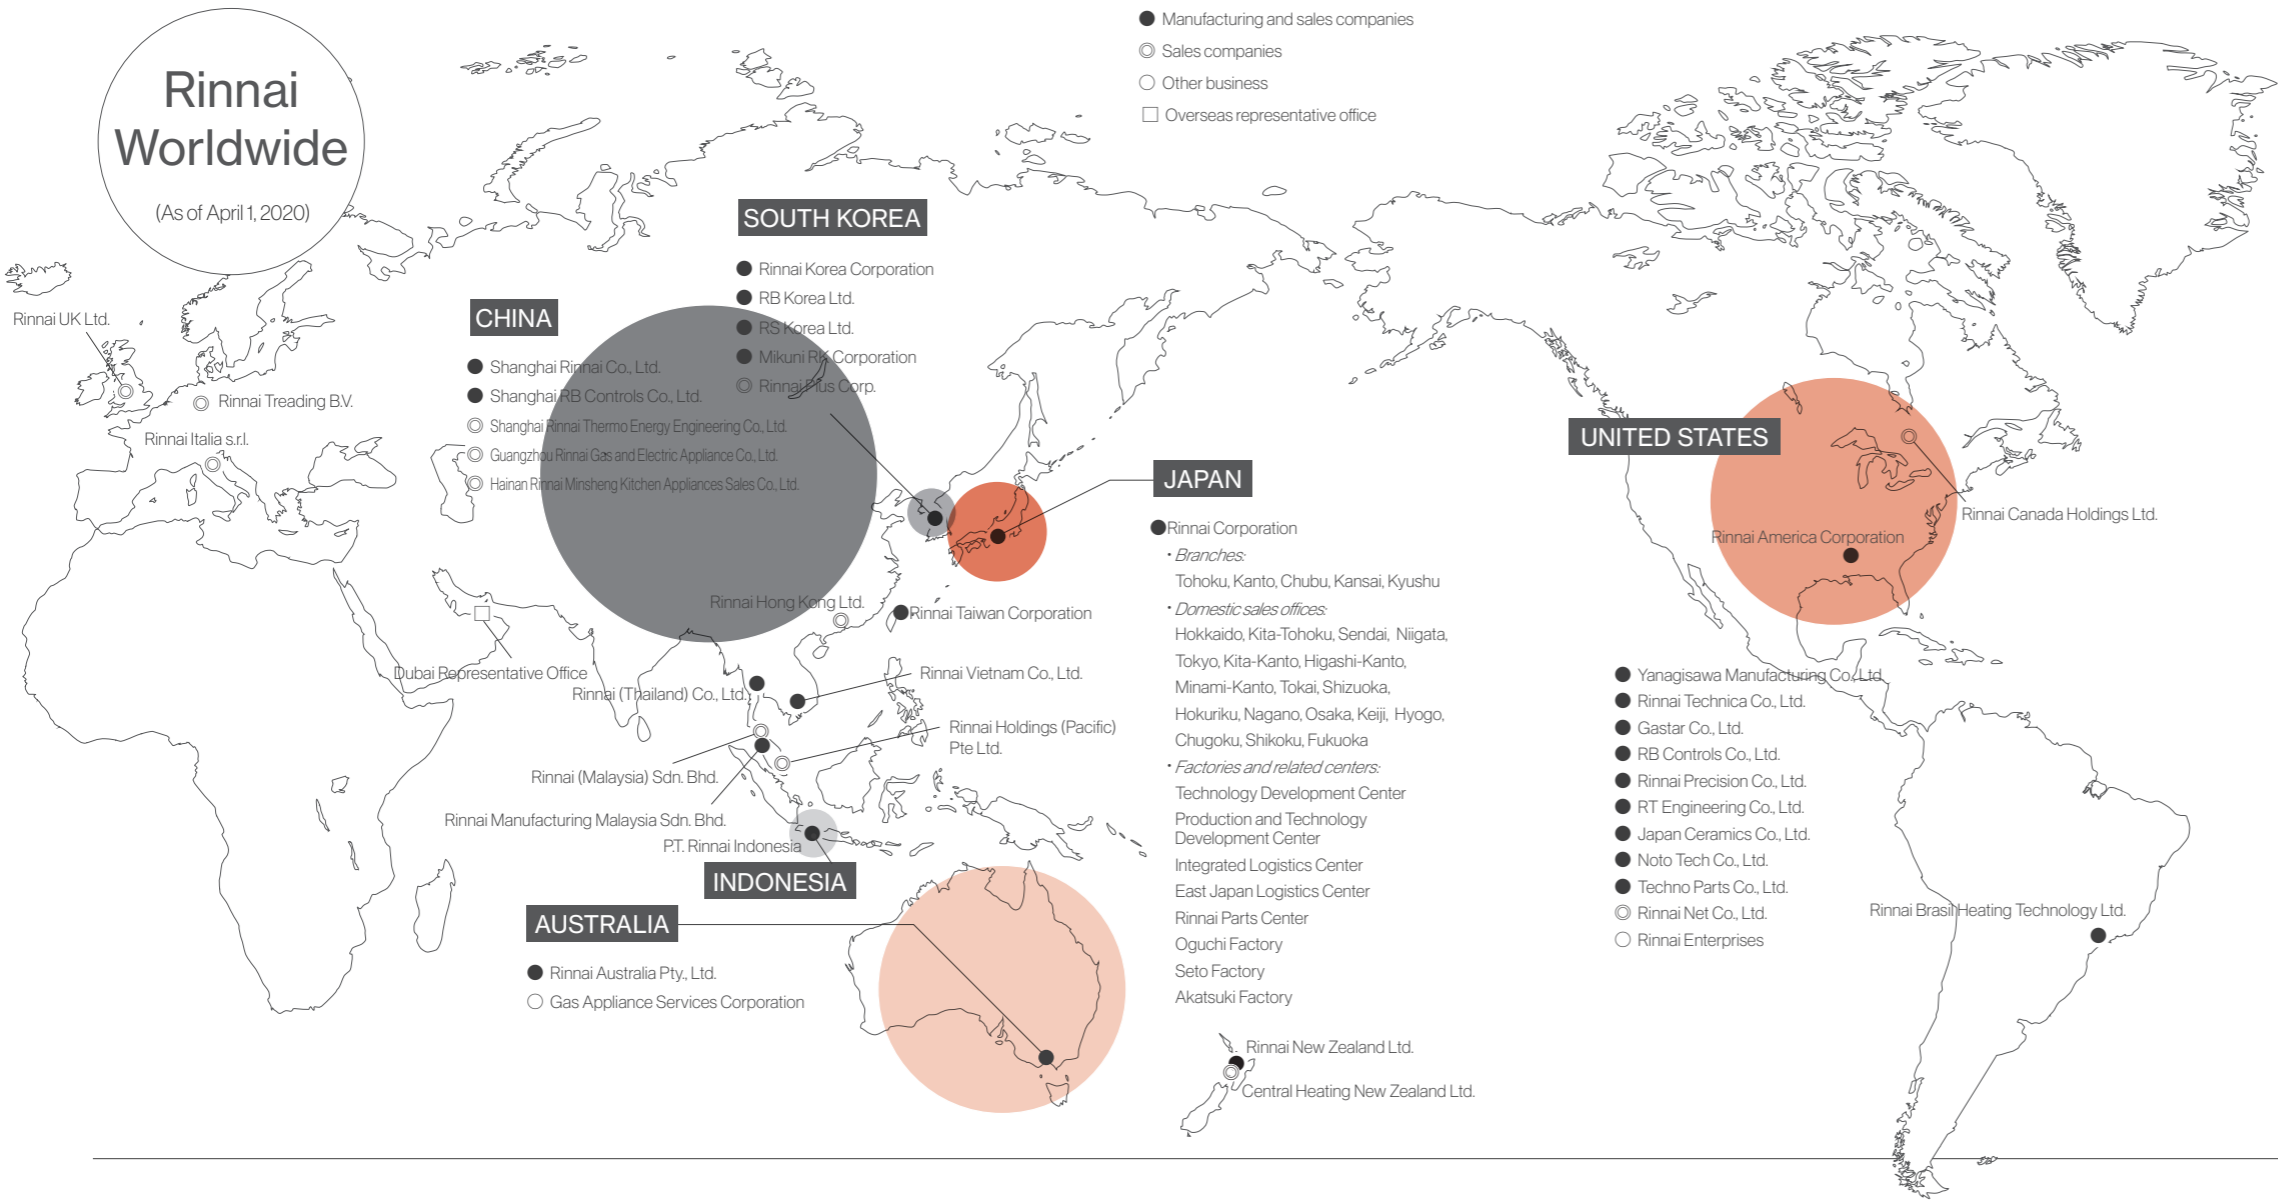 Rinnai
Worldwide
(As of April 1, 2020)
Manufacturing and sales companies
Sales companies
Other business
Overseas representative office
SOUTH KOREA
Rinnai Korea Corporation
RB Korea Ltd.
RS Korea Ltd.
Mikuni RK Corporation
Rinnai Plus Corp.
CHINA
Shanghai Rinnai Co., Ltd.
Shanghai RB Controls Co., Ltd.
Shanghai Rinnai Thermo Energy Engineering Co., Ltd.
Guangzhou Rinnai Gas and Electric Appliance Co., Ltd.
Hainan Rinnai Minsheng Kitchen Appliances Sales Co., Ltd.
Rinnai UK Ltd.
Rinnai Treading B.V.
Rinnai Italia s.r.l.
Dubai Representative Office
Rinnai Hong Kong Ltd.
Rinnai Taiwan Corporation
Rinnai (Thailand) Co., Ltd.
Rinnai Vietnam Co., Ltd.
Rinnai Holdings (Pacific)
Pte Ltd.
Rinnai (Malaysia) Sdn. Bhd.
Rinnai Manufacturing Malaysia Sdn. Bhd.
P.T. Rinnai Indonesia
INDONESIA
AUSTRALIA
Rinnai Australia Pty., Ltd.
Gas Appliance Services Corporation
JAPAN
Rinnai Corporation
• Branches:
Tohoku, Kanto, Chubu, Kansai, Kyushu
• Domestic sales offices:
Hokkaido, Kita-Tohoku, Sendai, Niigata,
Tokyo, Kita-Kanto, Higashi-Kanto,
Minami-Kanto, Tokai, Shizuoka,
Hokuriku, Nagano, Osaka, Keiji, Hyogo,
Chugoku, Shikoku, Fukuoka
• Factories and related centers:
Technology Development Center
Production and Technology
Development Center
Integrated Logistics Center
East Japan Logistics Center
Rinnai Parts Center
Oguchi Factory
Seto Factory
Akatsuki Factory
Rinnai New Zealand Ltd.
Central Heating New Zealand Ltd.
UNITED STATES
Rinnai Canada Holdings Ltd.
Rinnai America Corporation
Yanagisawa Manufacturing Co., Ltd.
Rinnai Technica Co., Ltd.
Gastar Co., Ltd.
RB Controls Co., Ltd.
Rinnai Precision Co., Ltd.
RT Engineering Co., Ltd.
Japan Ceramics Co., Ltd.
Noto Tech Co., Ltd.
Techno Parts Co., Ltd.
Rinnai Net Co., Ltd.
Rinnai Enterprises
Rinnai Brasil Heating Technology Ltd.